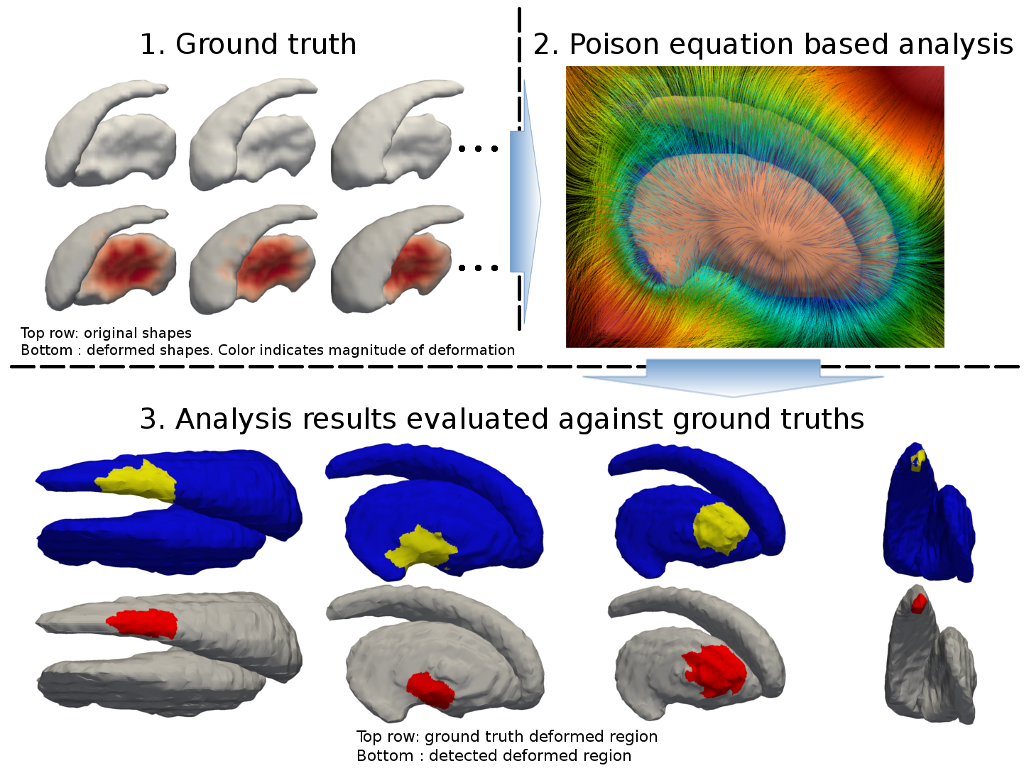 1. Ground truth
2. Poison equation based analysis
Top row: original shapes
Bottom : deformed shapes. Color indicates magnitude of deformation
3. Analysis results evaluated against ground truths
Top row: ground truth deformed region
Bottom : detected deformed region